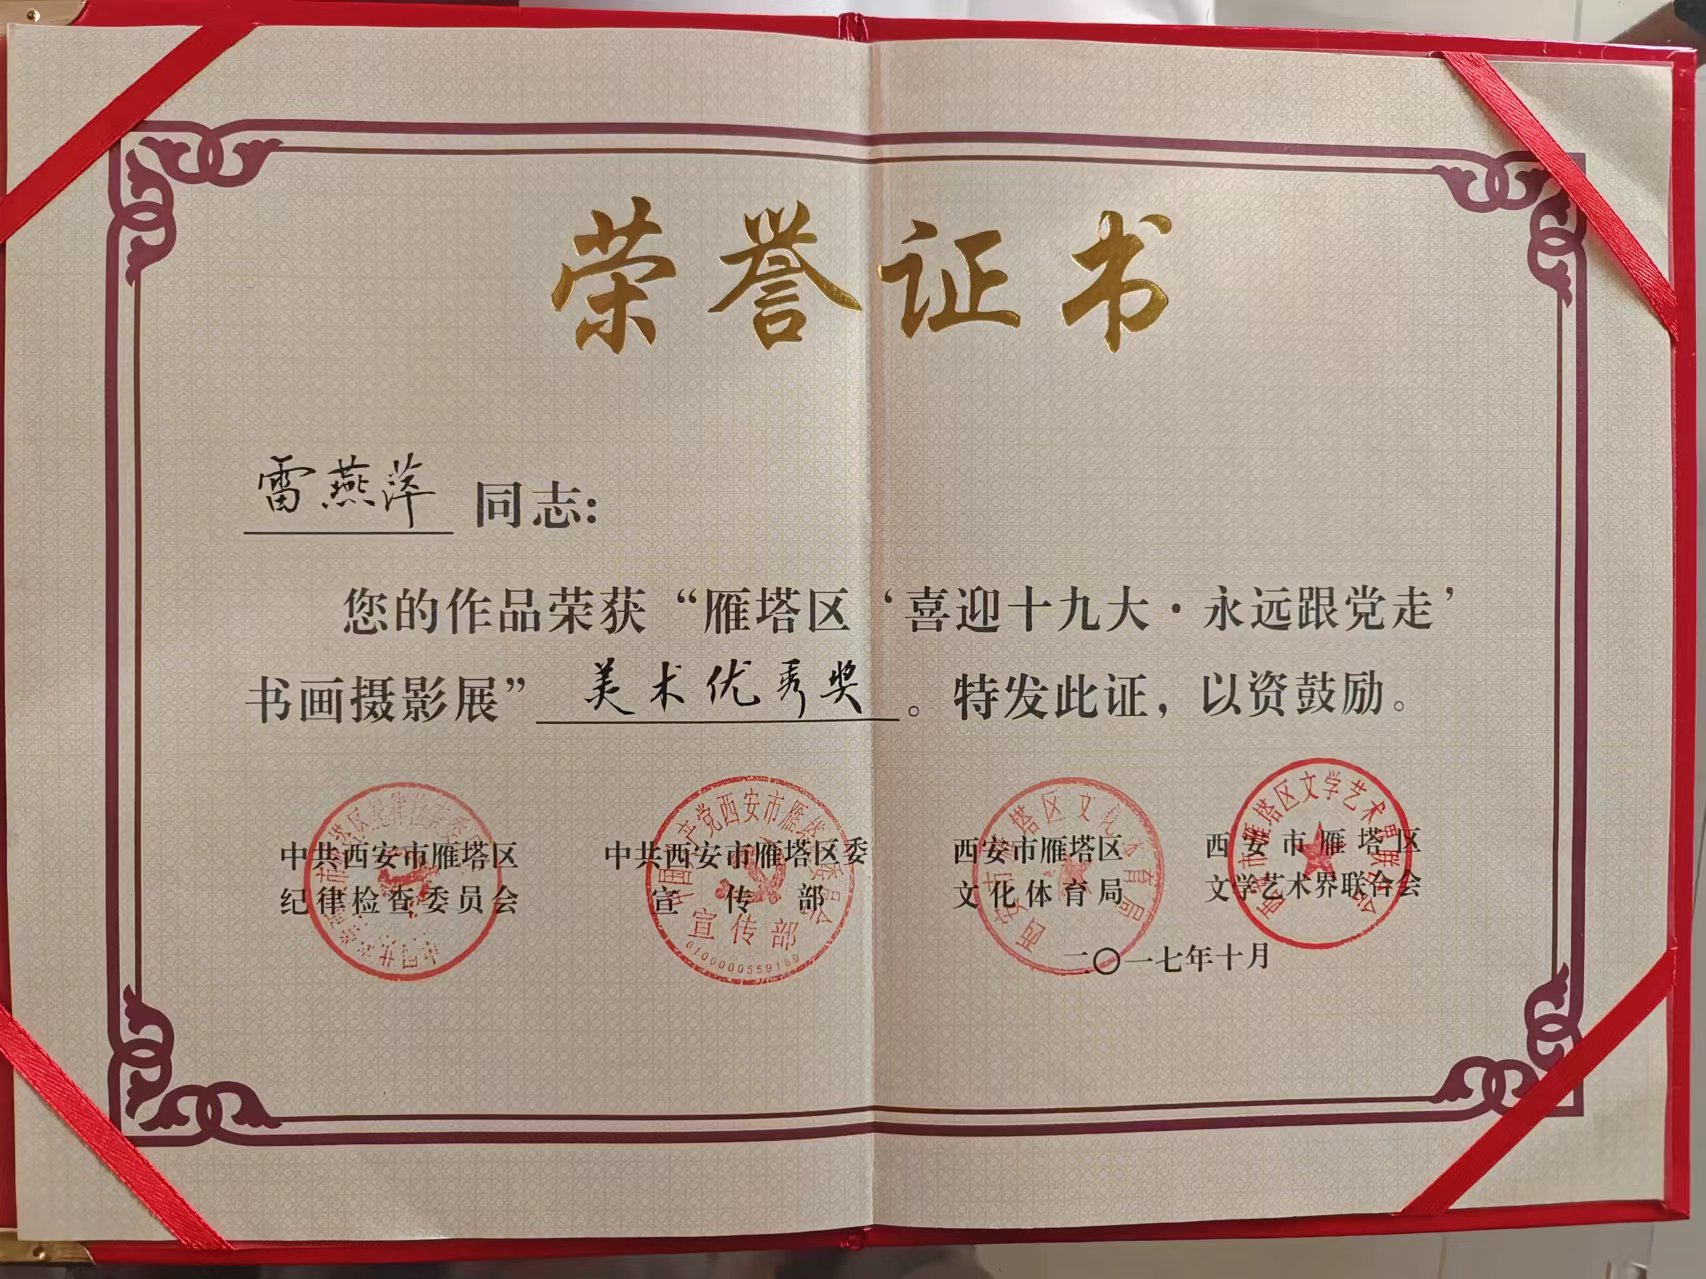 荣誉证书
雷燕萍 同志:
您的作品荣获“雁塔区‘喜迎十九大·永远跟党走’
书画摄影展” 美术优秀奖 。特发此证，以资鼓励。
中共西安市雁塔区
纪律检查委员会
中共西安市雁塔区委
宣传部
西安市雁塔区
文化体育局
西安市雁塔区
文学艺术界联合会
二〇一七年十月
宣传部